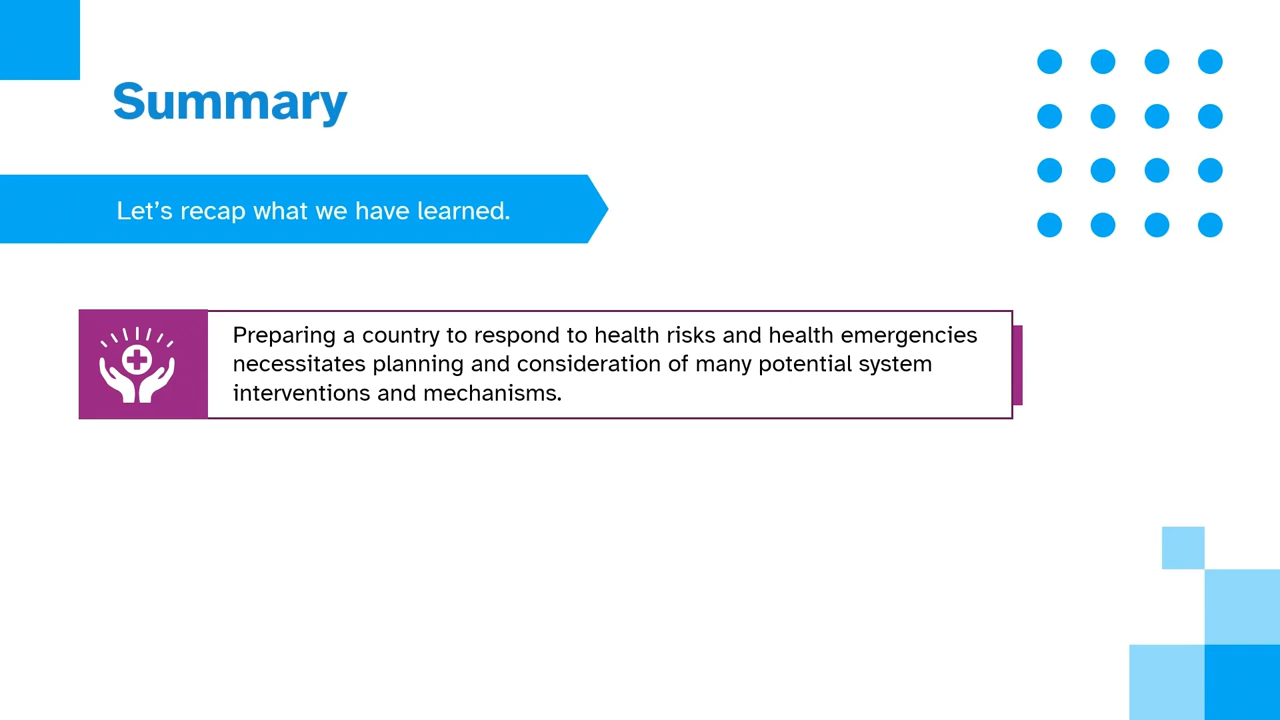 Summary
Let’s recap what we have learned.
Preparing a country to respond to health risks and health emergencies
necessitates planning and consideration of many potential system
interventions and mechanisms.